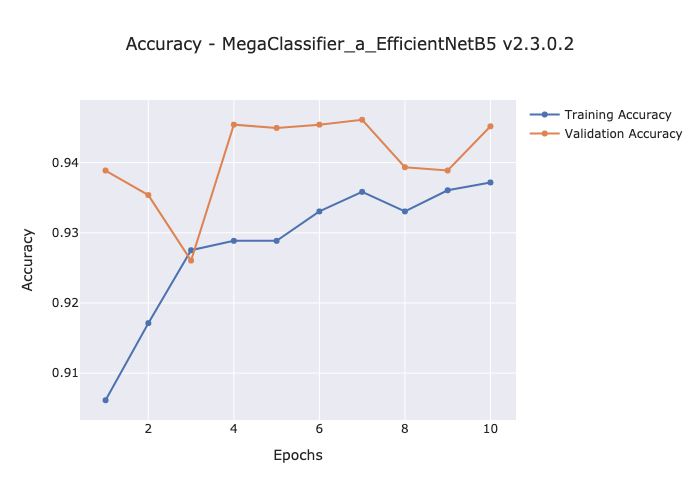 Accuracy - MegaClassifier_a_EfficientNetB5 v2.3.0.2
Training Accuracy
Validation Accuracy
0.94
0.93
0.92
0.91
Accuracy
2 4 6 8 10
Epochs